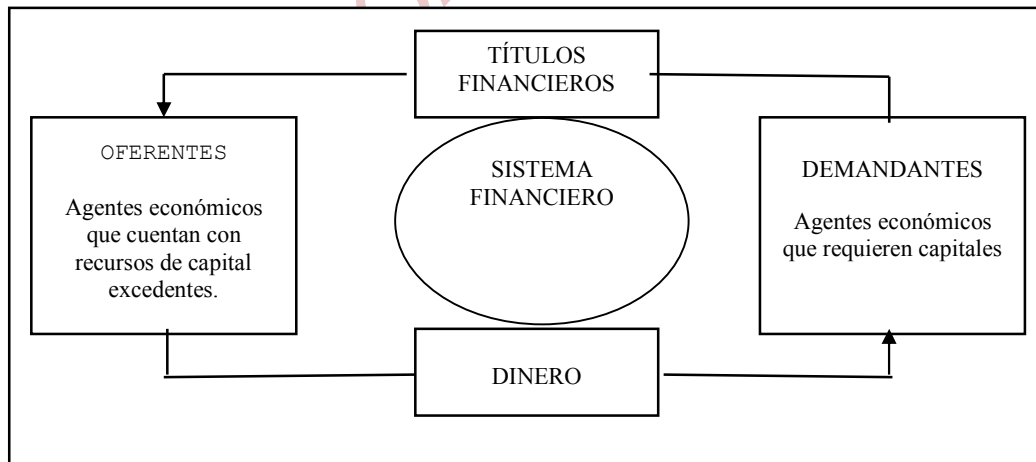 TÍTULOS
FINANCIEROS
OFERENTES
Agentes económicos
que cuentan con
recursos de capital
excedentes.
SISTEMA
FINANCIERO
DEMANDANTES
Agentes económicos
que requieren capitales
DINERO